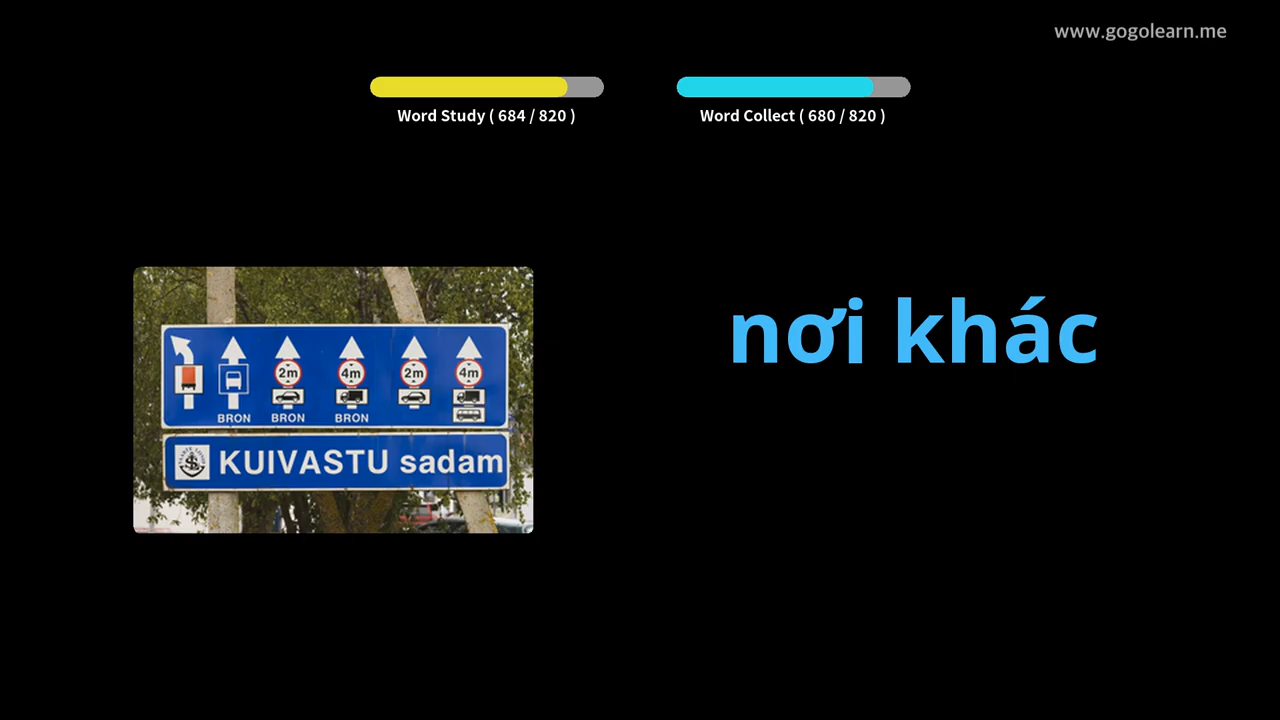 www.gogolearn.me
Word Study ( 684 / 820 )
Word Collect ( 680 / 820 )
nơi khác
2m 4m 2m 4m
BRON BRON BRON
KUIVASTU sadam